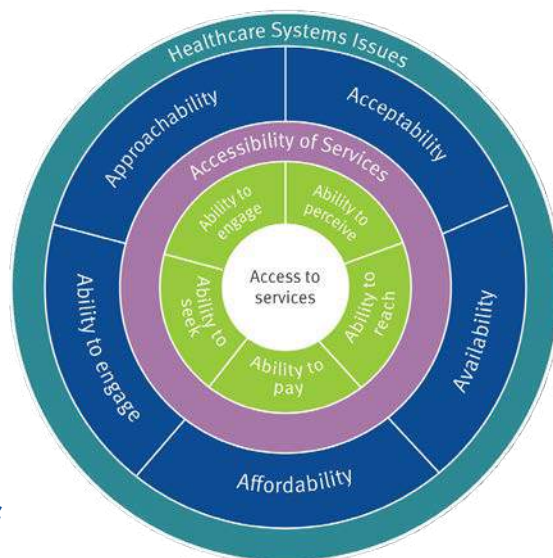 Healthcare Systems Issues
Approachability
Acceptability
Availability
Affordability
Ability to engage
Accessibility of Services
Ability to
engage
Ability to
perceive
Ability to
reach
Ability to
pay
Ability to
seek
Access to
services